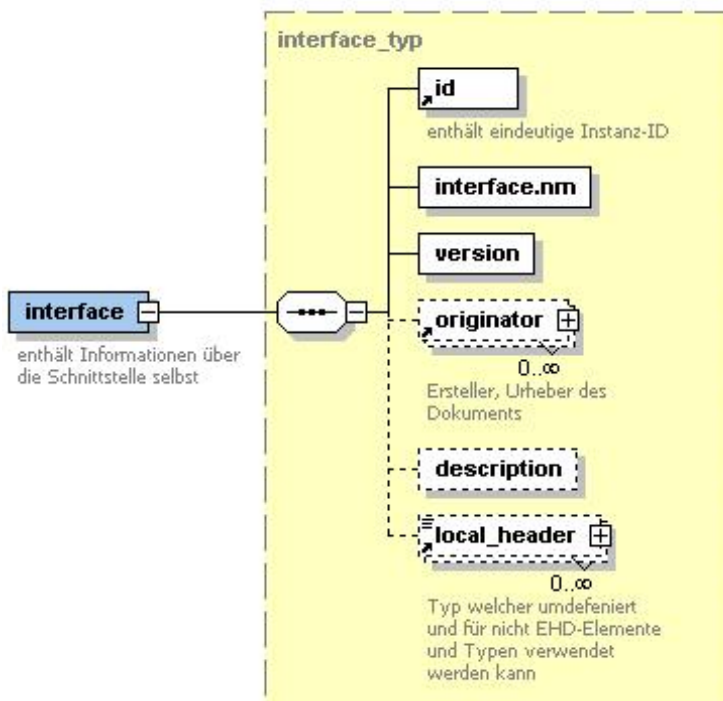 interface_typ
id
enthält eindeutige Instanz-ID
interface.nm
version
interface
enthält Informationen über
die Schnittstelle selbst
originator
0..∞
Ersteller, Urheber des
Dokuments
description
local_header
0..∞
Typ welcher umdefeniert
und für nicht EHD-Elemente
und Typen verwendet
werden kann